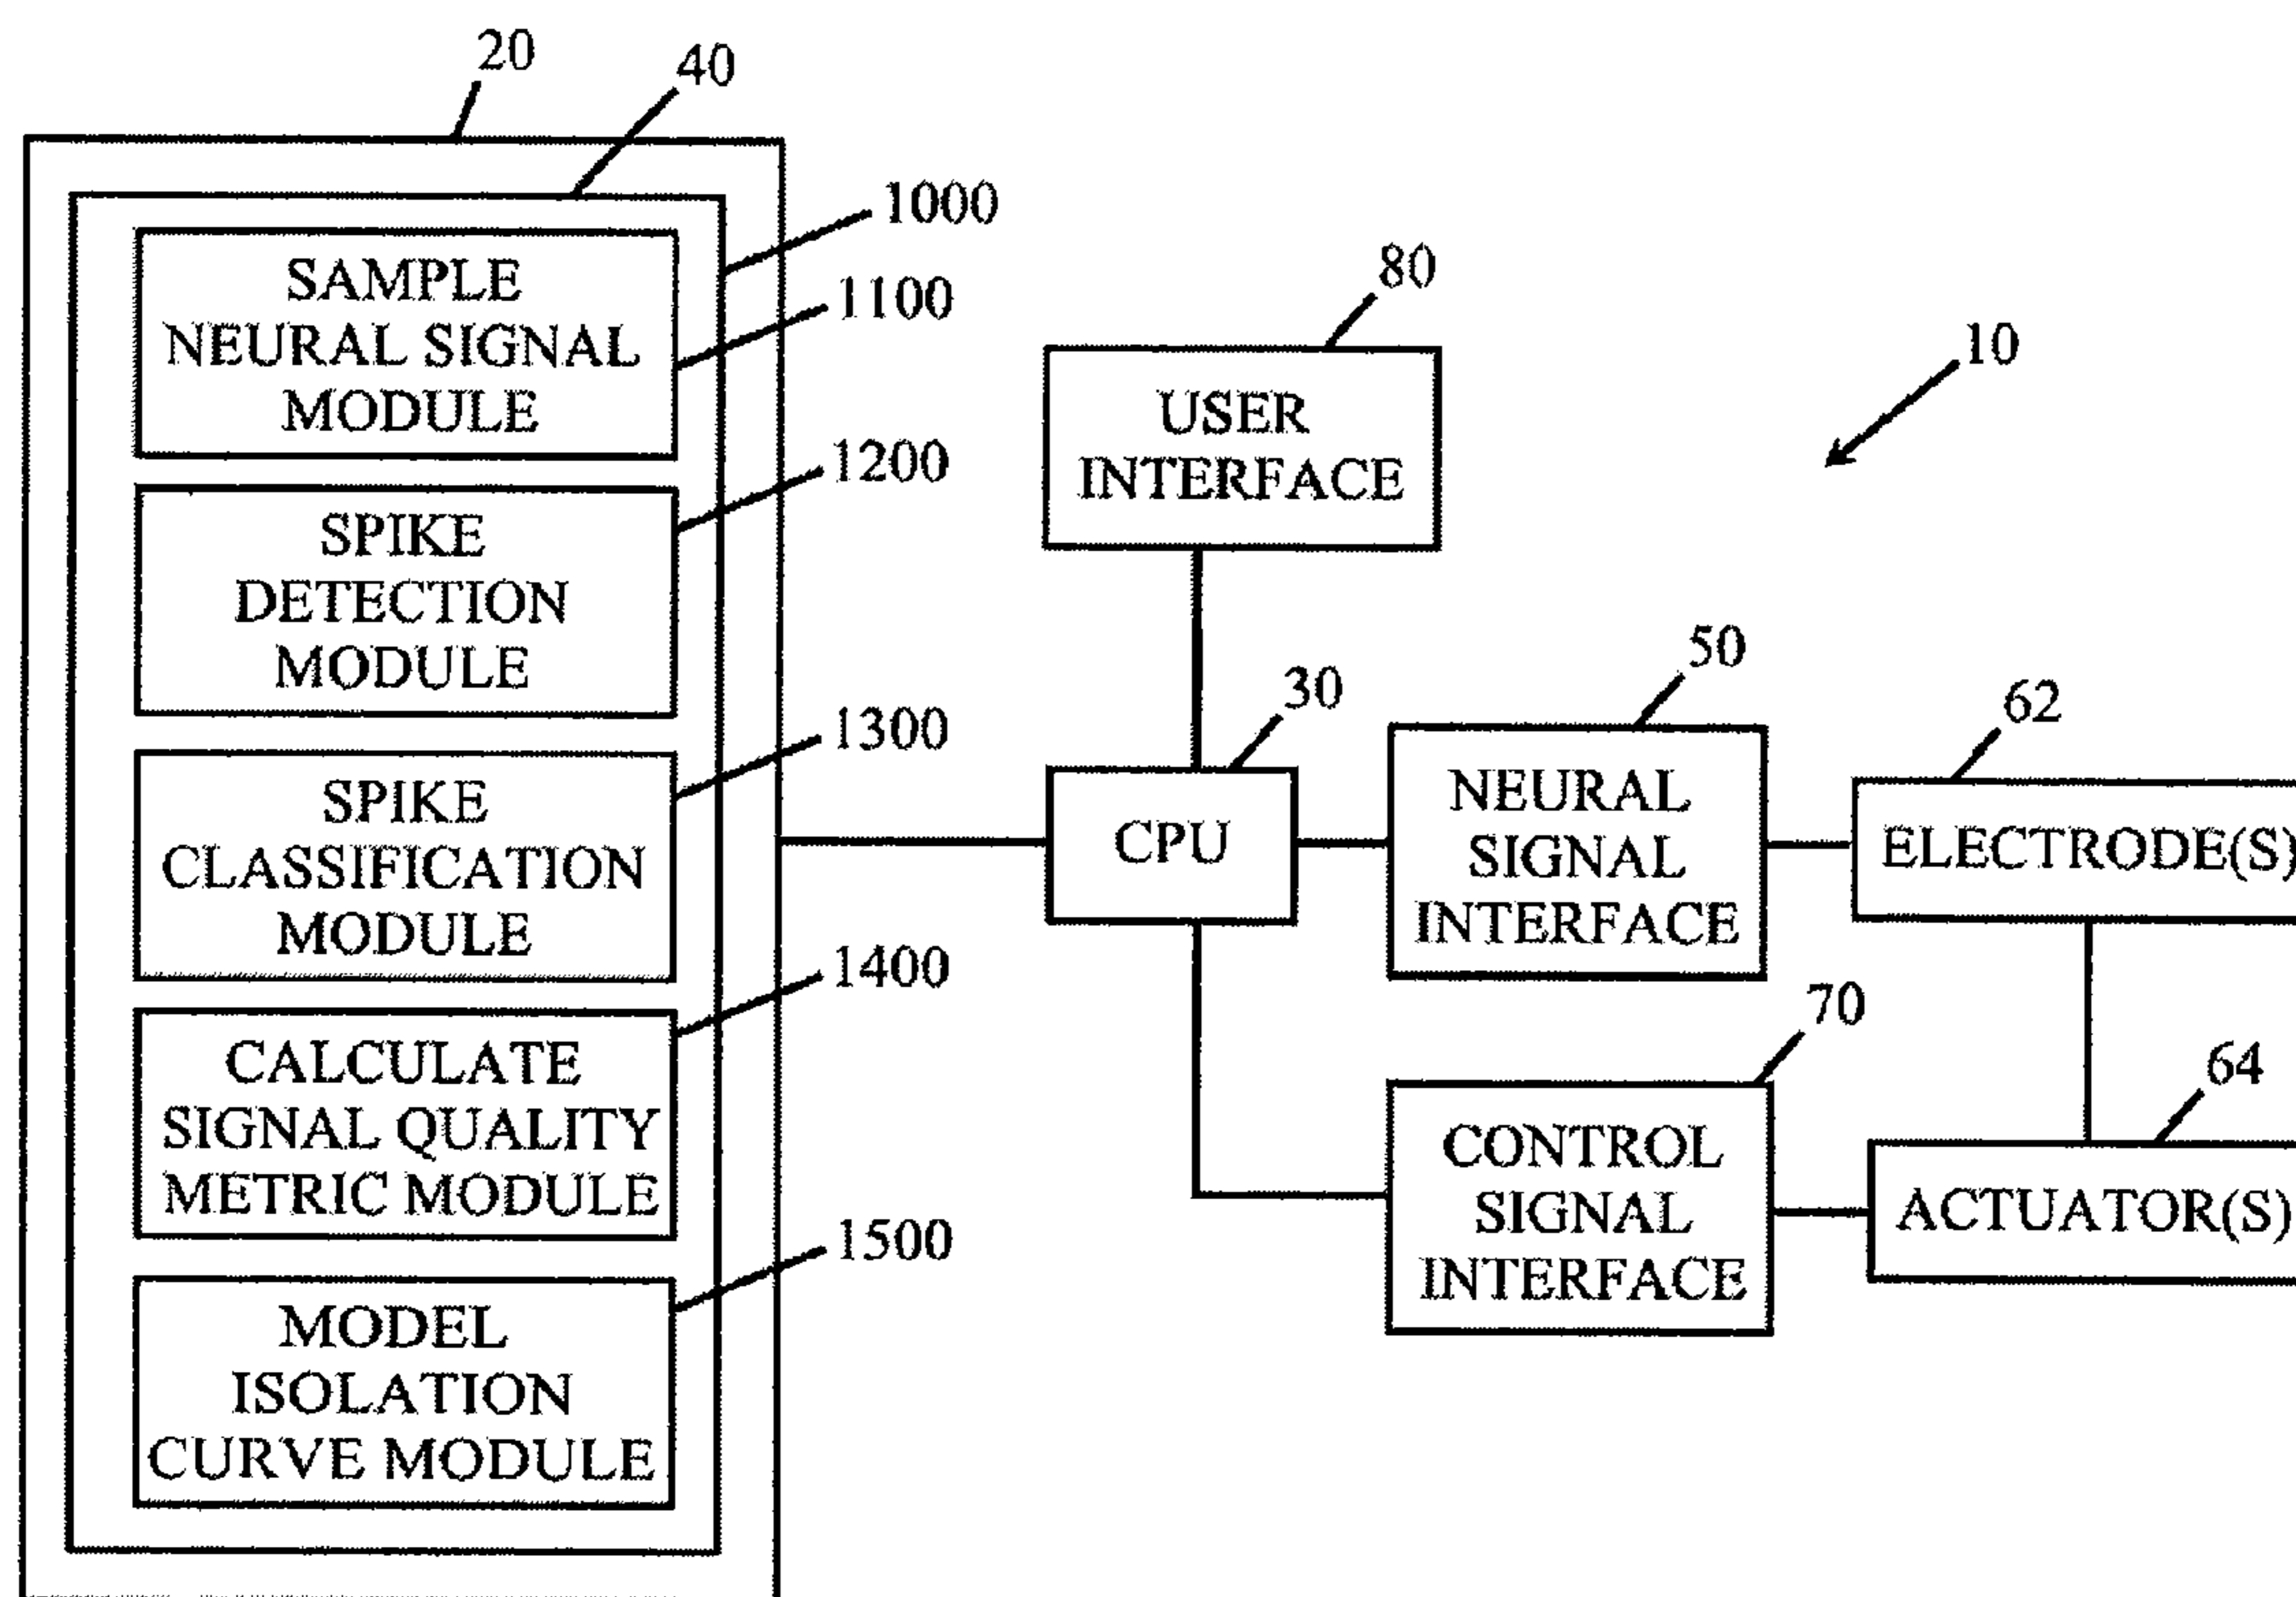 20
40
1000
SAMPLE
NEURAL SIGNAL
MODULE
1100
SPIKE
DETECTION
MODULE
1200
SPIKE
CLASSIFICATION
MODULE
1300
CALCULATE
SIGNAL QUALITY
METRIC MODULE
1400
MODEL
ISOLATION
CURVE MODULE
1500
80
USER
INTERFACE
10
30
CPU
50
NEURAL
SIGNAL
INTERFACE
62
ELECTRODE(S)
70
CONTROL
SIGNAL
INTERFACE
64
ACTUATOR(S)